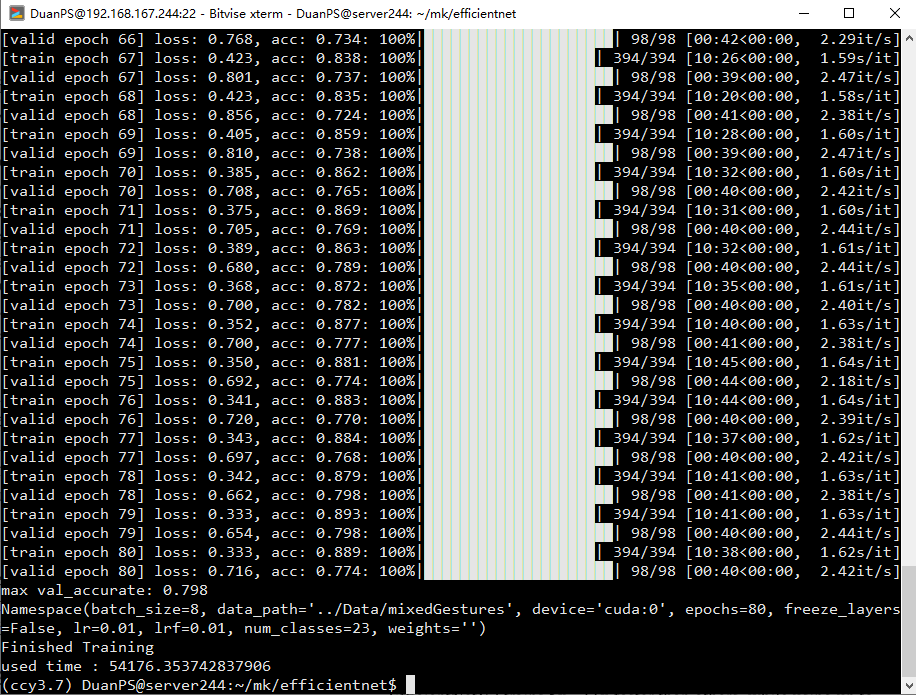 DuanPS@192.168.167.244:22 - Bitvise xterm - DuanPS@server244: ~/mk/efficientnet
[valid epoch 66] loss: 0.768, acc: 0.734: 100%| | 98/98 [00:42<00:00, 2.29it/s]
[train epoch 67] loss: 0.423, acc: 0.838: 100%| | 394/394 [10:26<00:00, 1.59s/it]
[valid epoch 67] loss: 0.801, acc: 0.737: 100%| | 98/98 [00:39<00:00, 2.47it/s]
[train epoch 68] loss: 0.423, acc: 0.835: 100%| | 394/394 [10:20<00:00, 1.58s/it]
[valid epoch 68] loss: 0.856, acc: 0.724: 100%| | 98/98 [00:41<00:00, 2.38it/s]
[train epoch 69] loss: 0.405, acc: 0.859: 100%| | 394/394 [10:28<00:00, 1.60s/it]
[valid epoch 69] loss: 0.810, acc: 0.738: 100%| | 98/98 [00:39<00:00, 2.47it/s]
[train epoch 70] loss: 0.385, acc: 0.862: 100%| | 394/394 [10:32<00:00, 1.60s/it]
[valid epoch 70] loss: 0.708, acc: 0.765: 100%| | 98/98 [00:40<00:00, 2.42it/s]
[train epoch 71] loss: 0.375, acc: 0.869: 100%| | 394/394 [10:31<00:00, 1.60s/it]
[valid epoch 71] loss: 0.705, acc: 0.769: 100%| | 98/98 [00:40<00:00, 2.44it/s]
[train epoch 72] loss: 0.389, acc: 0.863: 100%| | 394/394 [10:32<00:00, 1.61s/it]
[valid epoch 72] loss: 0.680, acc: 0.789: 100%| | 98/98 [00:40<00:00, 2.44it/s]
[train epoch 73] loss: 0.368, acc: 0.872: 100%| | 394/394 [10:35<00:00, 1.61s/it]
[valid epoch 73] loss: 0.700, acc: 0.782: 100%| | 98/98 [00:40<00:00, 2.40it/s]
[train epoch 74] loss: 0.352, acc: 0.877: 100%| | 394/394 [10:40<00:00, 1.63s/it]
[valid epoch 74] loss: 0.700, acc: 0.777: 100%| | 98/98 [00:41<00:00, 2.38it/s]
[train epoch 75] loss: 0.350, acc: 0.881: 100%| | 394/394 [10:45<00:00, 1.64s/it]
[valid epoch 75] loss: 0.692, acc: 0.774: 100%| | 98/98 [00:44<00:00, 2.18it/s]
[train epoch 76] loss: 0.341, acc: 0.883: 100%| | 394/394 [10:44<00:00, 1.64s/it]
[valid epoch 76] loss: 0.720, acc: 0.770: 100%| | 98/98 [00:40<00:00, 2.39it/s]
[train epoch 77] loss: 0.343, acc: 0.884: 100%| | 394/394 [10:37<00:00, 1.62s/it]
[valid epoch 77] loss: 0.697, acc: 0.768: 100%| | 98/98 [00:40<00:00, 2.42it/s]
[train epoch 78] loss: 0.342, acc: 0.879: 100%| | 394/394 [10:41<00:00, 1.63s/it]
[valid epoch 78] loss: 0.662, acc: 0.798: 100%| | 98/98 [00:41<00:00, 2.38it/s]
[train epoch 79] loss: 0.333, acc: 0.893: 100%| | 394/394 [10:41<00:00, 1.63s/it]
[valid epoch 79] loss: 0.654, acc: 0.798: 100%| | 98/98 [00:40<00:00, 2.44it/s]
[train epoch 80] loss: 0.333, acc: 0.889: 100%| | 394/394 [10:38<00:00, 1.62s/it]
[valid epoch 80] loss: 0.716, acc: 0.774: 100%| | 98/98 [00:40<00:00, 2.42it/s]
max val_accurate: 0.798
Namespace(batch_size=8, data_path='../Data/mixedGestures', device='cuda:0', epochs=80, freeze_layers
=False, lr=0.01, lrf=0.01, num_classes=23, weights='')
Finished Training
used time : 54176.353742837906
(ccy3.7) DuanPS@server244:~/mk/efficientnet$